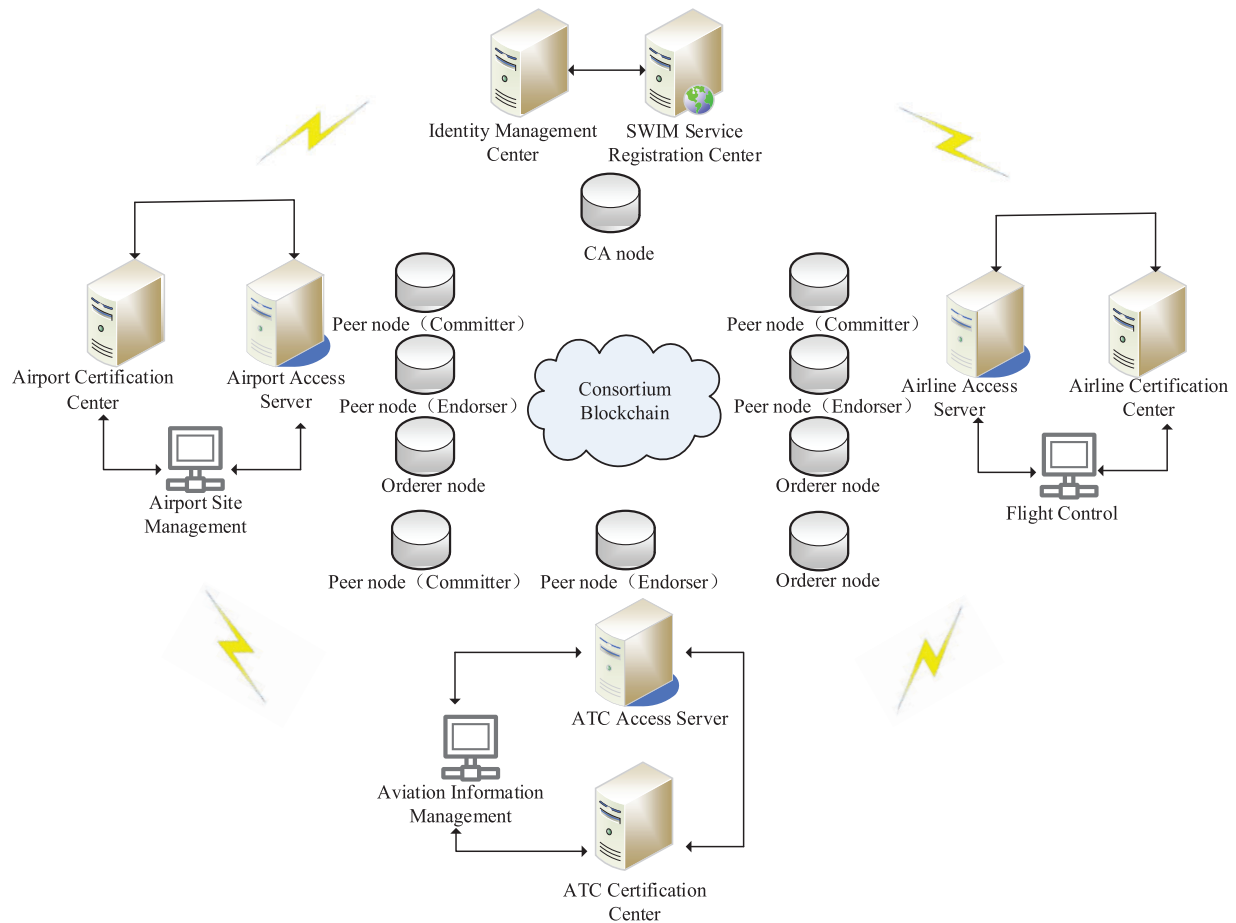 Identity Management
Center
SWIM Service
Registration Center
CA node
Airport Certification
Center
Airport Access
Server
Airport Site
Management
Peer node（Committer）
Peer node（Endorser）
Orderer node
Consortium
Blockchain
Peer node（Committer）
Peer node（Endorser）
Orderer node
Airline Access
Server
Airline Certification
Center
Flight Control
Peer node（Committer）
Peer node（Endorser）
Orderer node
ATC Access Server
Aviation Information
Management
ATC Certification
Center